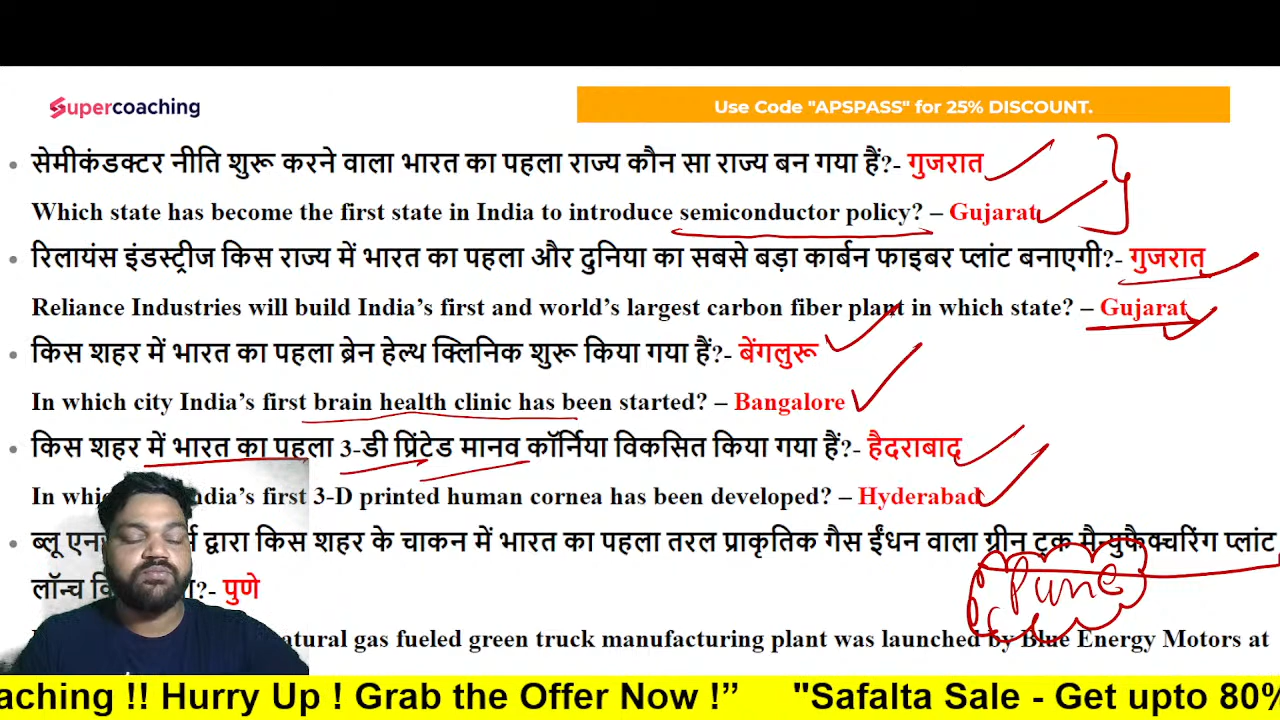 Supercoaching
Use Code "APSPASS" for 25% DISCOUNT.
सेमीकंडक्टर नीति शुरू करने वाला भारत का पहला राज्य कौन सा राज्य बन गया हैं?- गुजरात
Which state has become the first state in India to introduce semiconductor policy? – Gujarat
रिलायंस इंडस्ट्रीज किस राज्य में भारत का पहला और दुनिया का सबसे बड़ा कार्बन फाइबर प्लांट बनाएगी?- गुजरात
Reliance Industries will build India's first and world's largest carbon fiber plant in which state? – Gujarat
किस शहर में भारत का पहला ब्रेन हेल्थ क्लिनिक शुरू किया गया हैं?- बेंगलुरू
In which city India's first brain health clinic has been started? – Bangalore
किस शहर में भारत का पहला 3-डी प्रिंटेड मानव कॉर्निया विकसित किया गया हैं?- हैदराबाद
In first 3-D printed human cornea has been developed? – Hyderabad
ब्लू द्वारा किस शहर के चाकन में भारत का पहला तरल प्राकृतिक गैस ईंधन वाला ग्रीन ट्रक मैन्युफैक्चरिंग प्लांट
लॉन्च पुणे
Pune
natural gas fueled green truck manufacturing plant was launched by Blue Energy Motors at
aching !! Hurry Up ! Grab the Offer Now !” "Safalta Sale - Get upto 80%